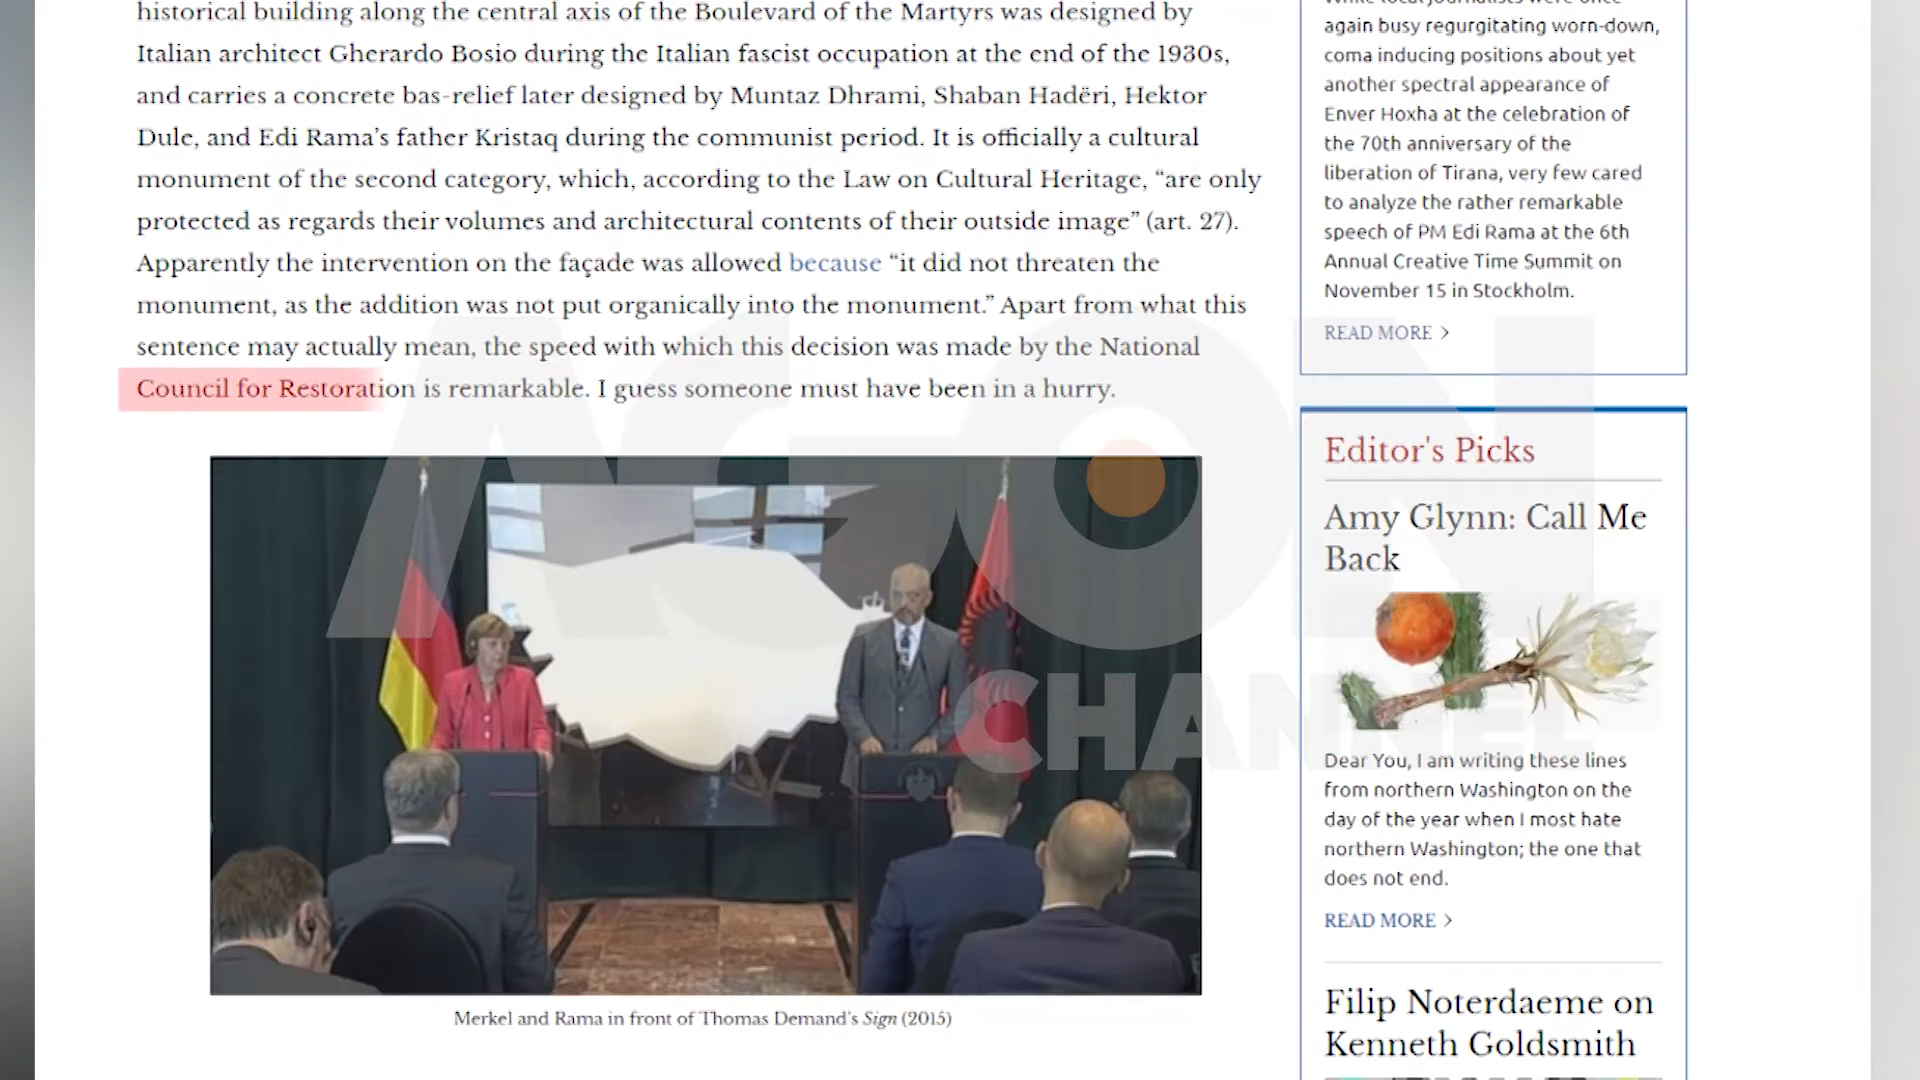 historical building along the central axis of the Boulevard of the Martyrs was designed by
Italian architect Gherardo Bosio during the Italian fascist occupation at the end of the 1930s,
and carries a concrete bas-relief later designed by Muntaz Dhrami, Shaban Hadëri, Hektor
Dule, and Edi Rama's father Kristaq during the communist period. It is officially a cultural
monument of the second category, which, according to the Law on Cultural Heritage, “are only
protected as regards their volumes and architectural contents of their outside image” (art. 27).
Apparently the intervention on the façade was allowed because “it did not threaten the
monument, as the addition was not put organically into the monument.” Apart from what this
sentence may actually mean, the speed with which this decision was made by the National
Council for Restoration is remarkable. I guess someone must have been in a hurry.
Merkel and Rama in front of Thomas Demand's Sign (2015)
While local journalists were once
again busy regurgitating worn-down,
coma inducing positions about yet
another spectral appearance of
Enver Hoxha at the celebration of
the 70th anniversary of the
liberation of Tirana, very few cared
to analyze the rather remarkable
speech of PM Edi Rama at the 6th
Annual Creative Time Summit on
November 15 in Stockholm.
READ MORE >
Editor's Picks
Amy Glynn: Call Me
Back
Dear You, I am writing these lines
from northern Washington on the
day of the year when I most hate
northern Washington; the one that
does not end.
READ MORE >
Filip Noterdaeme on
Kenneth Goldsmith
AGON
CHANNEL